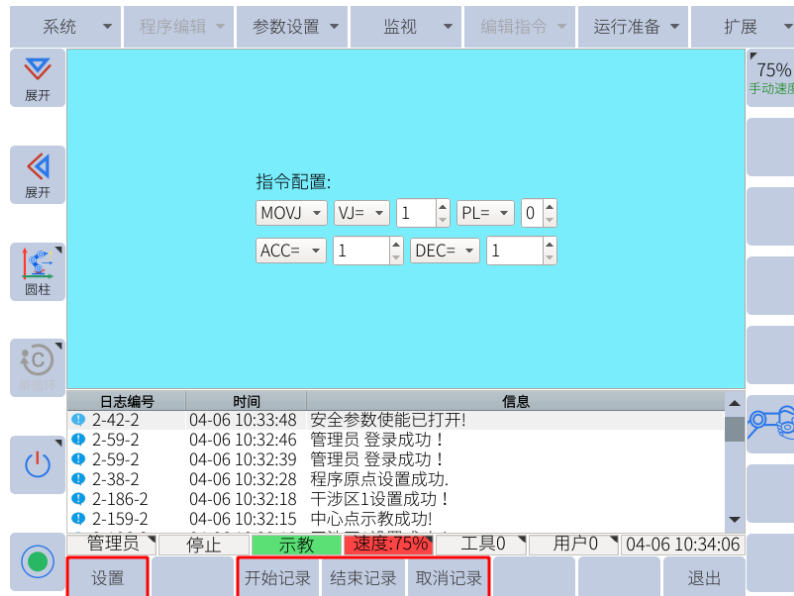 系统 程序编辑 参数设置 监视 编辑指令 运行准备 扩展
展开
75%
手动速度
展开
指令配置:
MOVJ VJ= 1 PL= 0
ACC= 1 DEC= 1
圆柱
单循环
日志编号 时间 信息
2-42-2 04-06 10:33:48 安全参数使能已打开!
2-59-2 04-06 10:32:46 管理员 登录成功！
2-59-2 04-06 10:32:39 管理员 登录成功！
2-38-2 04-06 10:32:28 程序原点设置成功.
2-186-2 04-06 10:32:18 干涉区1设置成功！
2-159-2 04-06 10:32:15 中心点示教成功!
管理员 停止 示教 速度:75% 工具0 用户0 04-06 10:34:06
设置 开始记录 结束记录 取消记录 退出